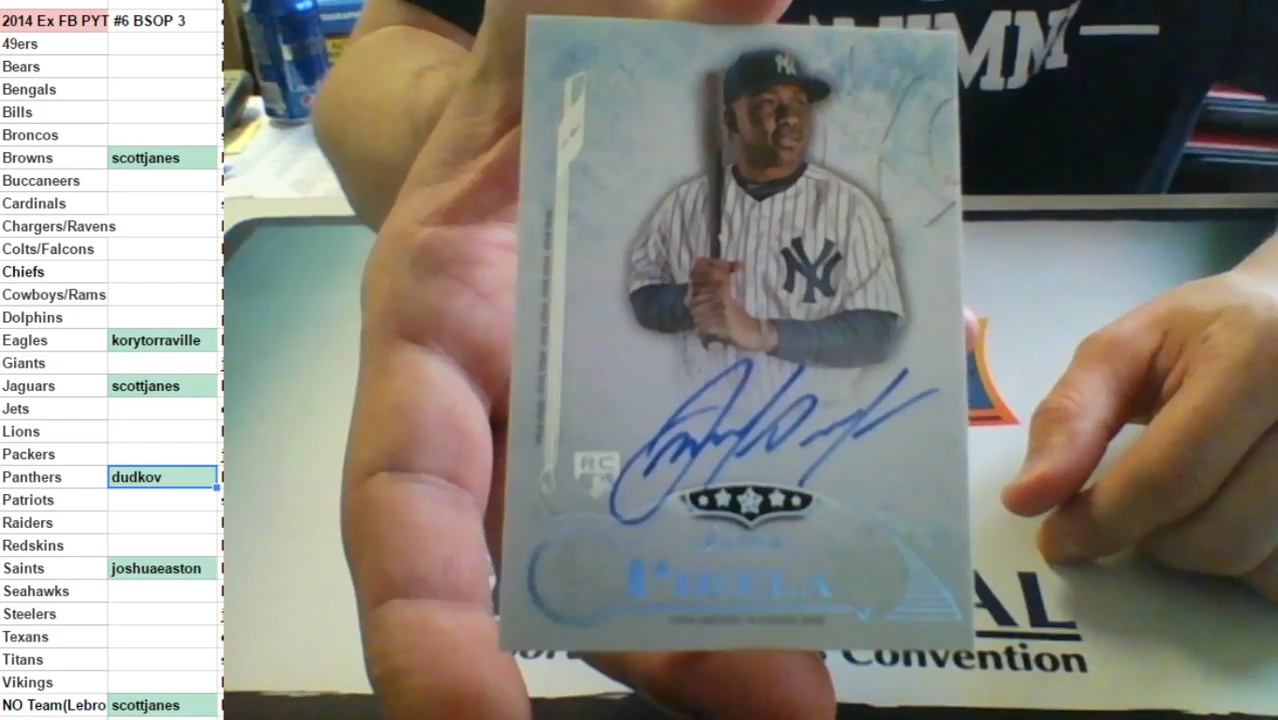 2014 Ex FB PYT #6 BSOP 3
49ers
Bears
Bengals
Bills
Broncos
Browns scottjanes
Buccaneers
Cardinals
Chargers/Ravens
Colts/Falcons
Chiefs
Cowboys/Rams
Dolphins
Eagles korytorraville
Giants
Jaguars scottjanes
Jets
Lions
Packers
Panthers dudkov
Patriots
Raiders
Redskins
Saints joshuaeaston
Seahawks
Steelers
Texans
Titans
Vikings
NO Team(Lebro scottjanes
NY
RC
PIRELA
AL
Convention